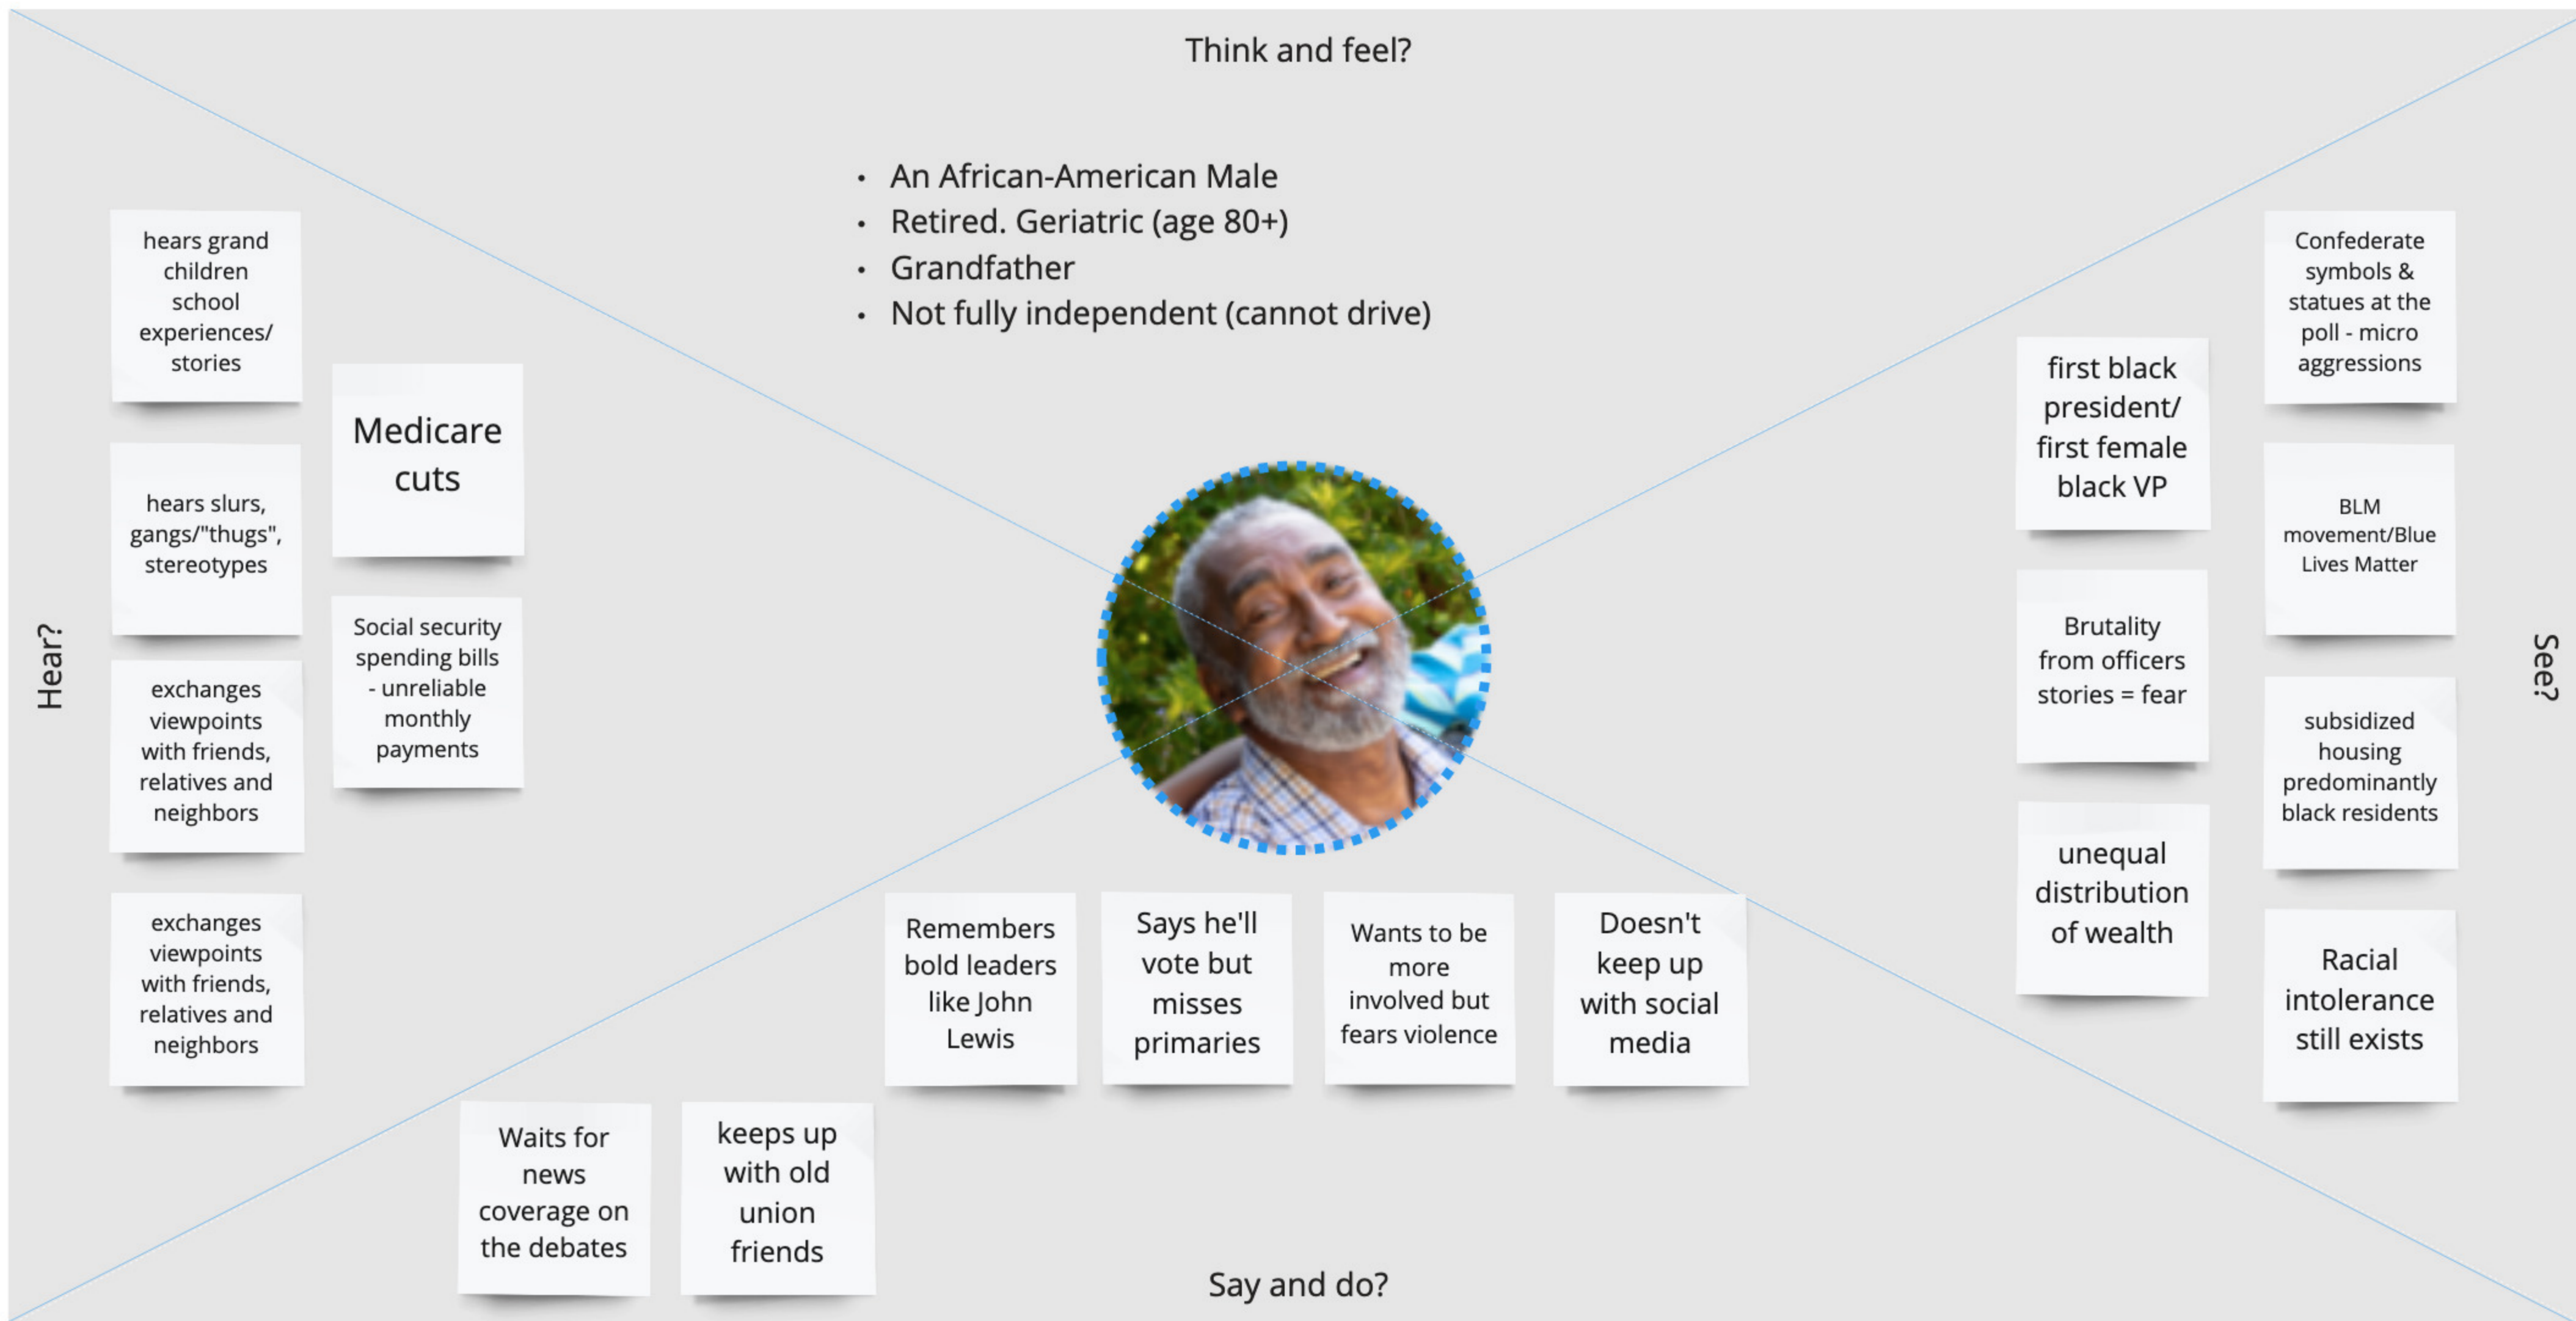 Think and feel?
• An African-American Male
• Retired. Geriatric (age 80+)
• Grandfather
• Not fully independent (cannot drive)
Hear?
hears grand
children
school
experiences/
stories
hears slurs,
gangs/"thugs",
stereotypes
exchanges
viewpoints
with friends,
relatives and
neighbors
exchanges
viewpoints
with friends,
relatives and
neighbors
Medicare
cuts
Social security
spending bills
- unreliable
monthly
payments
first black
president/
first female
black VP
Brutality
from officers
stories = fear
unequal
distribution
of wealth
Confederate
symbols &
statues at the
poll - micro
aggressions
BLM
movement/Blue
Lives Matter
subsidized
housing
predominantly
black residents
Racial
intolerance
still exists
See?
Remembers
bold leaders
like John
Lewis
Says he'll
vote but
misses
primaries
Wants to be
more
involved but
fears violence
Doesn't
keep up
with social
media
Waits for
news
coverage on
the debates
keeps up
with old
union
friends
Say and do?